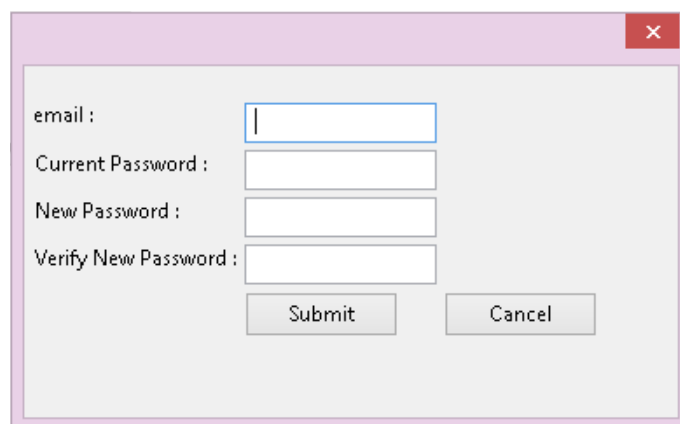 email :
Current Password :
New Password :
Verify New Password :
Submit Cancel